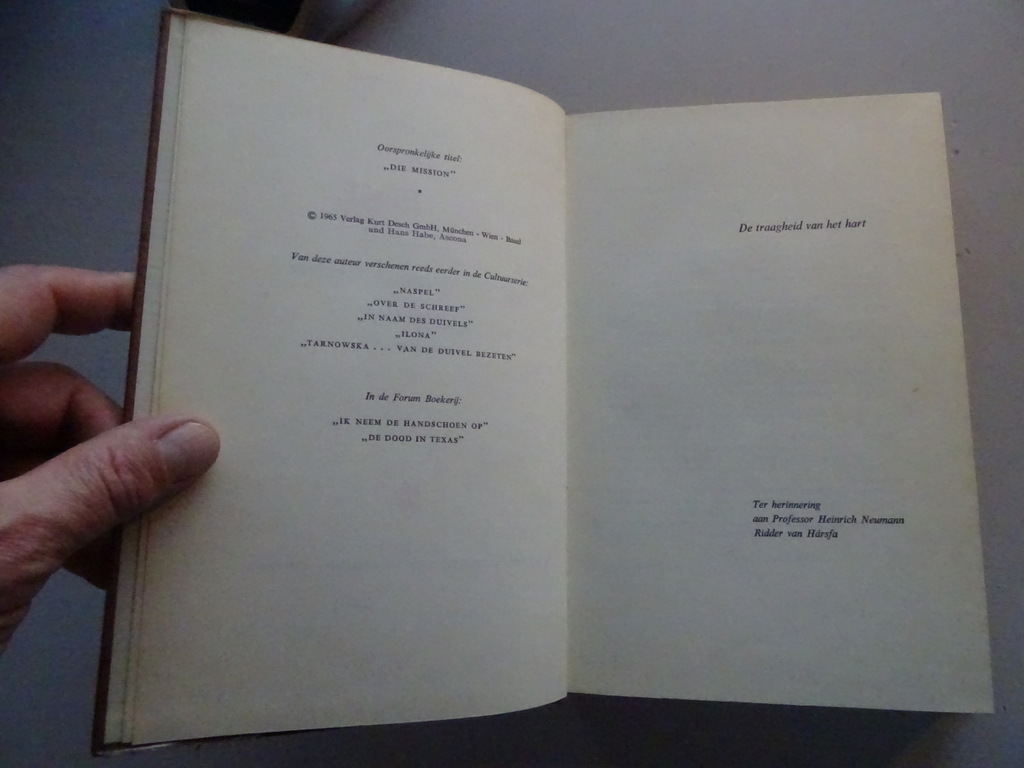 Oorspronkelijke titel:
„DIE MISSION"
*
© 1965 Verlag Kurt Desch GmbH, München - Wien - Basel
und Hans Habe, Ascona
Van deze auteur verschenen reeds eerder in de Cultuurserie:
„NASPEL"
„OVER DE SCHREEF"
„IN NAAM DES DUIVELS"
„ILONA"
„TARNOWSKA . . . VAN DE DUIVEL BEZETEN"
In de Forum Boekerij:
„IK NEEM DE HANDSCHOEN OP"
„DE DOOD IN TEXAS"
De traagheid van het hart
Ter herinnering
aan Professor Heinrich Neumann
Ridder van Hársfa